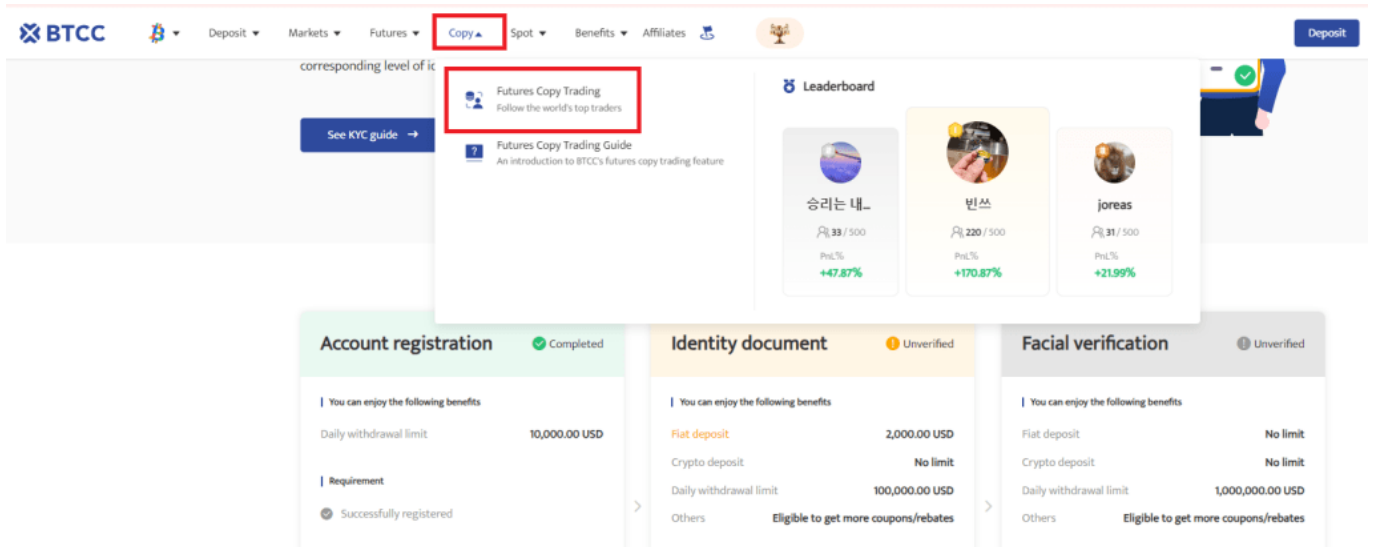 BTCC
Deposit
Markets
Futures
Copy
Spot
Benefits
Affiliates
Deposit
corresponding level of
See KYC guide →
Futures Copy Trading
Follow the world's top traders
Futures Copy Trading Guide
An introduction to BTCC's futures copy trading feature
Leaderboard
승리는 내...
33 / 500
PnL%
+47.87%
빈쓰
220 / 500
PnL%
+170.87%
joreas
31 / 500
PnL%
+21.99%
Account registration
Completed
You can enjoy the following benefits
Daily withdrawal limit 10,000.00 USD
Requirement
Successfully registered
Identity document
Unverified
You can enjoy the following benefits
Fiat deposit 2,000.00 USD
Crypto deposit No limit
Daily withdrawal limit 100,000.00 USD
Others Eligible to get more coupons/rebates
Facial verification
Unverified
You can enjoy the following benefits
Fiat deposit No limit
Crypto deposit No limit
Daily withdrawal limit 1,000,000.00 USD
Others Eligible to get more coupons/rebates